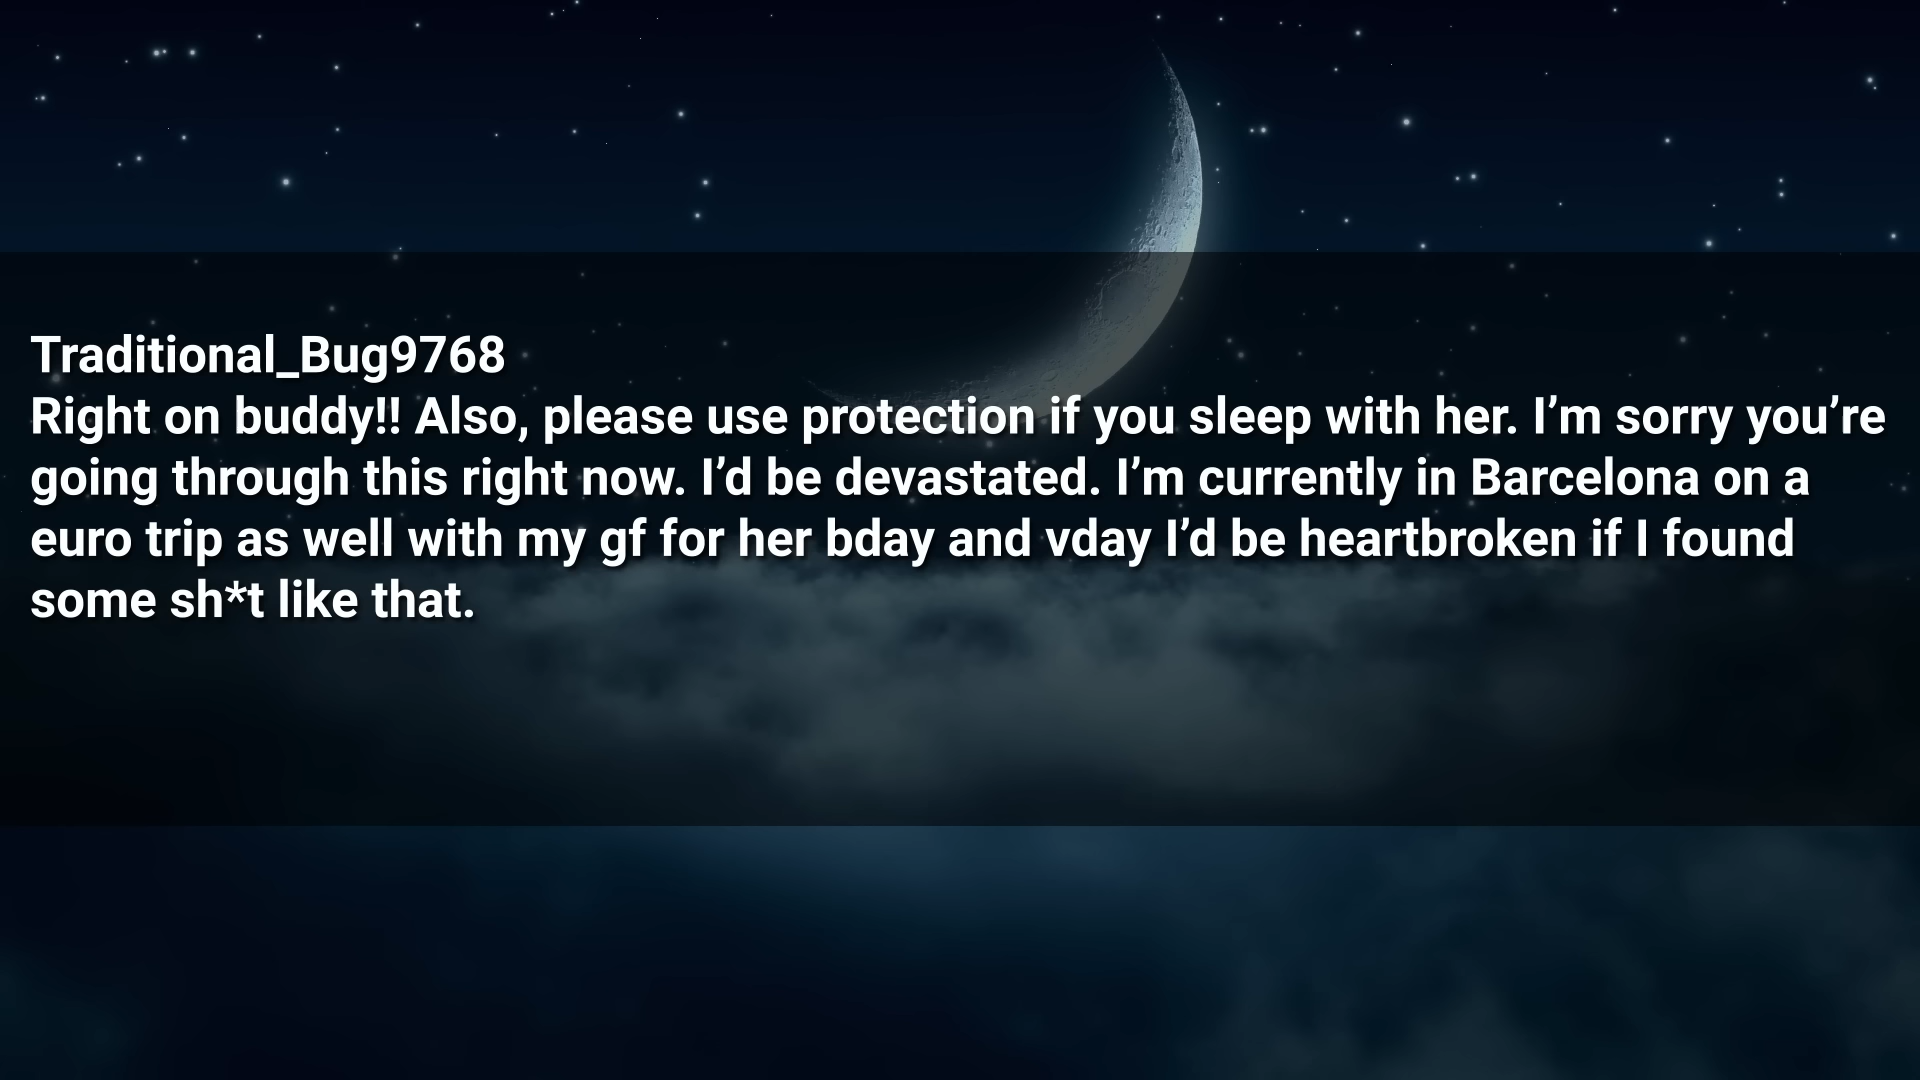 Traditional_Bug9768
Right on buddy!! Also, please use protection if you sleep with her. I’m sorry you’re
going through this right now. I’d be devastated. I’m currently in Barcelona on a
euro trip as well with my gf for her bday and vday I’d be heartbroken if I found
some sh*t like that.